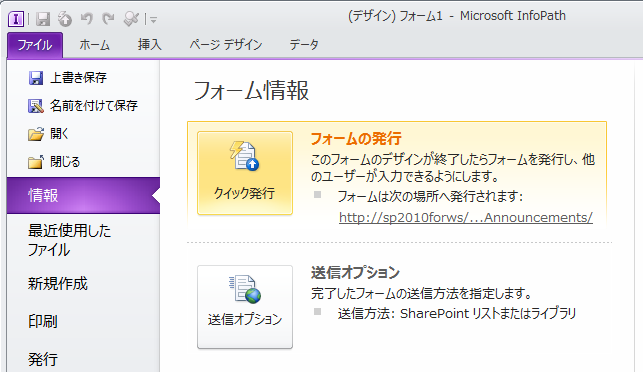 (デザイン) フォーム1 - Microsoft InfoPath
ファイル ホーム 挿入 ページ デザイン データ
上書き保存
名前を付けて保存
開く
閉じる
情報
最近使用した
ファイル
新規作成
印刷
発行
フォーム情報
クイック発行
フォームの発行
このフォームのデザインが終了したらフォームを発行し、他
のユーザーが入力できるようにします。
フォームは次の場所へ発行されます:
http://sp2010forws/...Announcements/
送信オプション
送信オプション
完了したフォームの送信方法を指定します。
送信方法: SharePoint リストまたはライブラリ